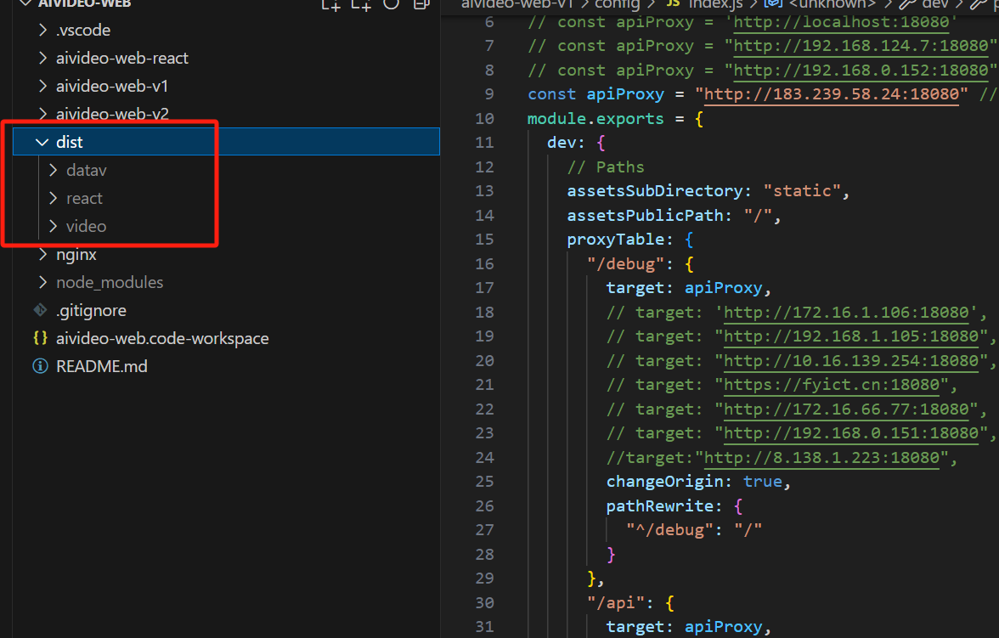 AIVIDEO-WEB
.vscode
aivideo-web-react
aivideo-web-v1
aivideo-web-v2
dist
datav
react
video
nginx
node_modules
.gitignore
aivideo-web.code-workspace
README.md
aivideo-web-v1 > config > JS index.js > <unknown> > dev >
6 // const apiProxy = 'http://localhost:18080'
7 // const apiProxy = "http://192.168.124.7:18080"
8 // const apiProxy = "http://192.168.0.152:18080"
9 const apiProxy = "http://183.239.58.24:18080" //
10 module.exports = {
11 dev: {
12 // Paths
13 assetsSubDirectory: "static",
14 assetsPublicPath: "/",
15 proxyTable: {
16 "/debug": {
17 target: apiProxy,
18 // target: 'http://172.16.1.106:18080',
19 // target: "http://192.168.1.105:18080",
20 // target: "http://10.16.139.254:18080",
21 // target: "https://fyict.cn:18080",
22 // target: "http://172.16.66.77:18080",
23 // target: "http://192.168.0.151:18080",
24 //target:"http://8.138.1.223:18080",
25 changeOrigin: true,
26 pathRewrite: {
27 "^/debug": "/"
28 }
29 },
30 "/api": {
31 target: apiProxy,